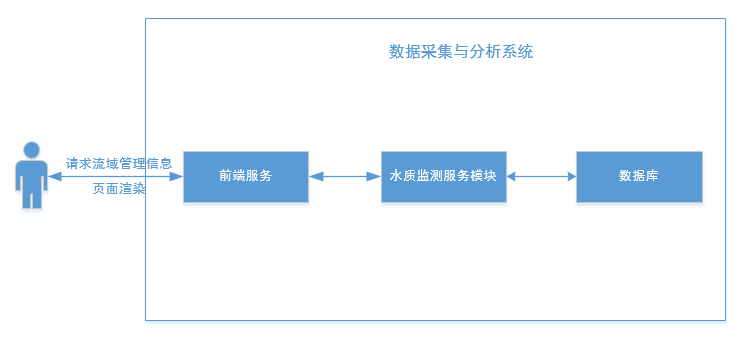 数据采集与分析系统
请求流域管理信息
页面渲染
前端服务
水质监测服务模块
数据库